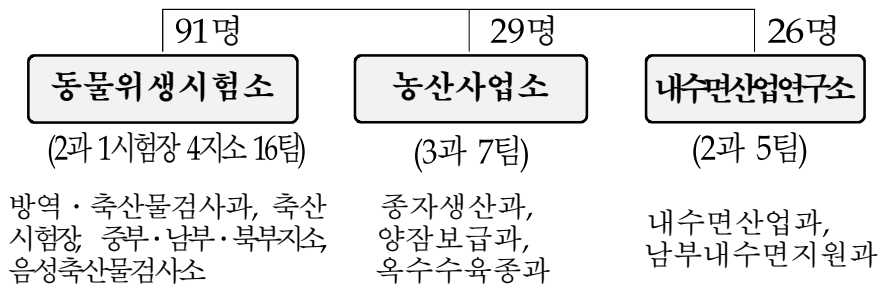 91명 29명 26명
동물위생시험소 농산사업소 내수면산업연구소
(2과 1시험장 4지소 16팀) (3과 7팀) (2과 5팀)
방역·축산물검사과, 축산
시험장, 중부·남부·북부지소,
음성축산물검사소
종자생산과,
양잠보급과,
옥수수육종과
내수면산업과,
남부내수면지원과